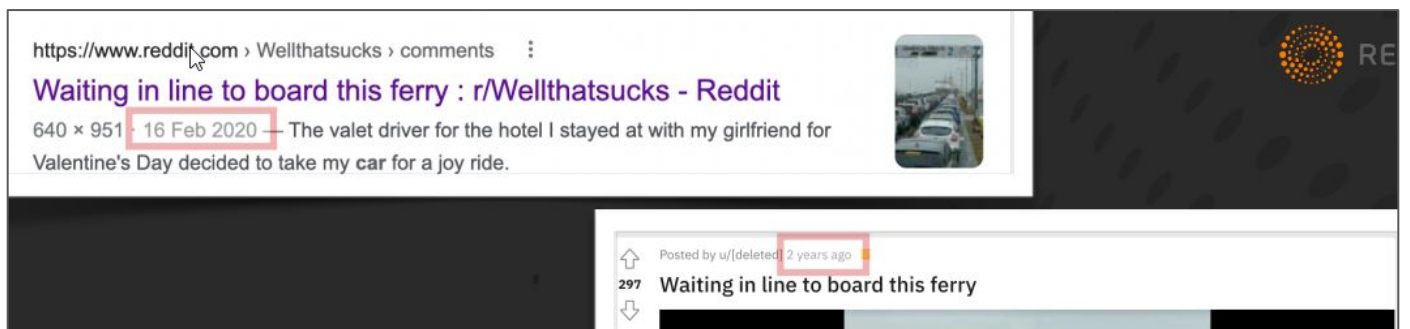 https://www.reddit.com › Wellthatsucks › comments
Waiting in line to board this ferry : r/Wellthatsucks - Reddit
640 × 951 · 16 Feb 2020 — The valet driver for the hotel I stayed at with my girlfriend for
Valentine's Day decided to take my car for a joy ride.
RE
Posted by u/[deleted] 2 years ago
297 Waiting in line to board this ferry